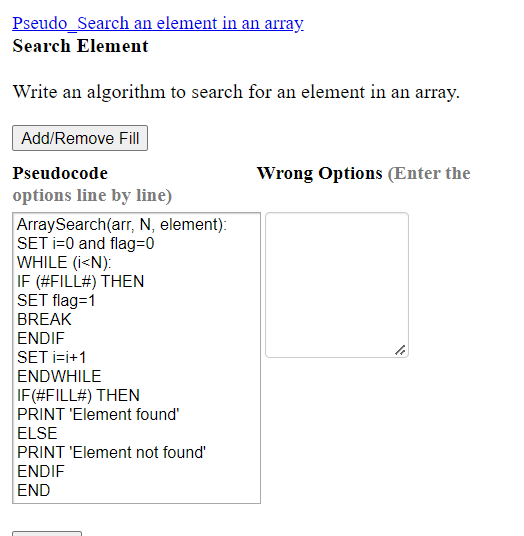 Pseudo_Search an element in an array
Search Element
Write an algorithm to search for an element in an array.
Add/Remove Fill
Pseudocode
Wrong Options (Enter the
options line by line)
ArraySearch(arr, N, element):
SET i=0 and flag=0
WHILE (i<N):
IF (#FILL#) THEN
SET flag=1
BREAK
ENDIF
SET i=i+1
ENDWHILE
IF(#FILL#) THEN
PRINT 'Element found'
ELSE
PRINT 'Element not found'
ENDIF
END